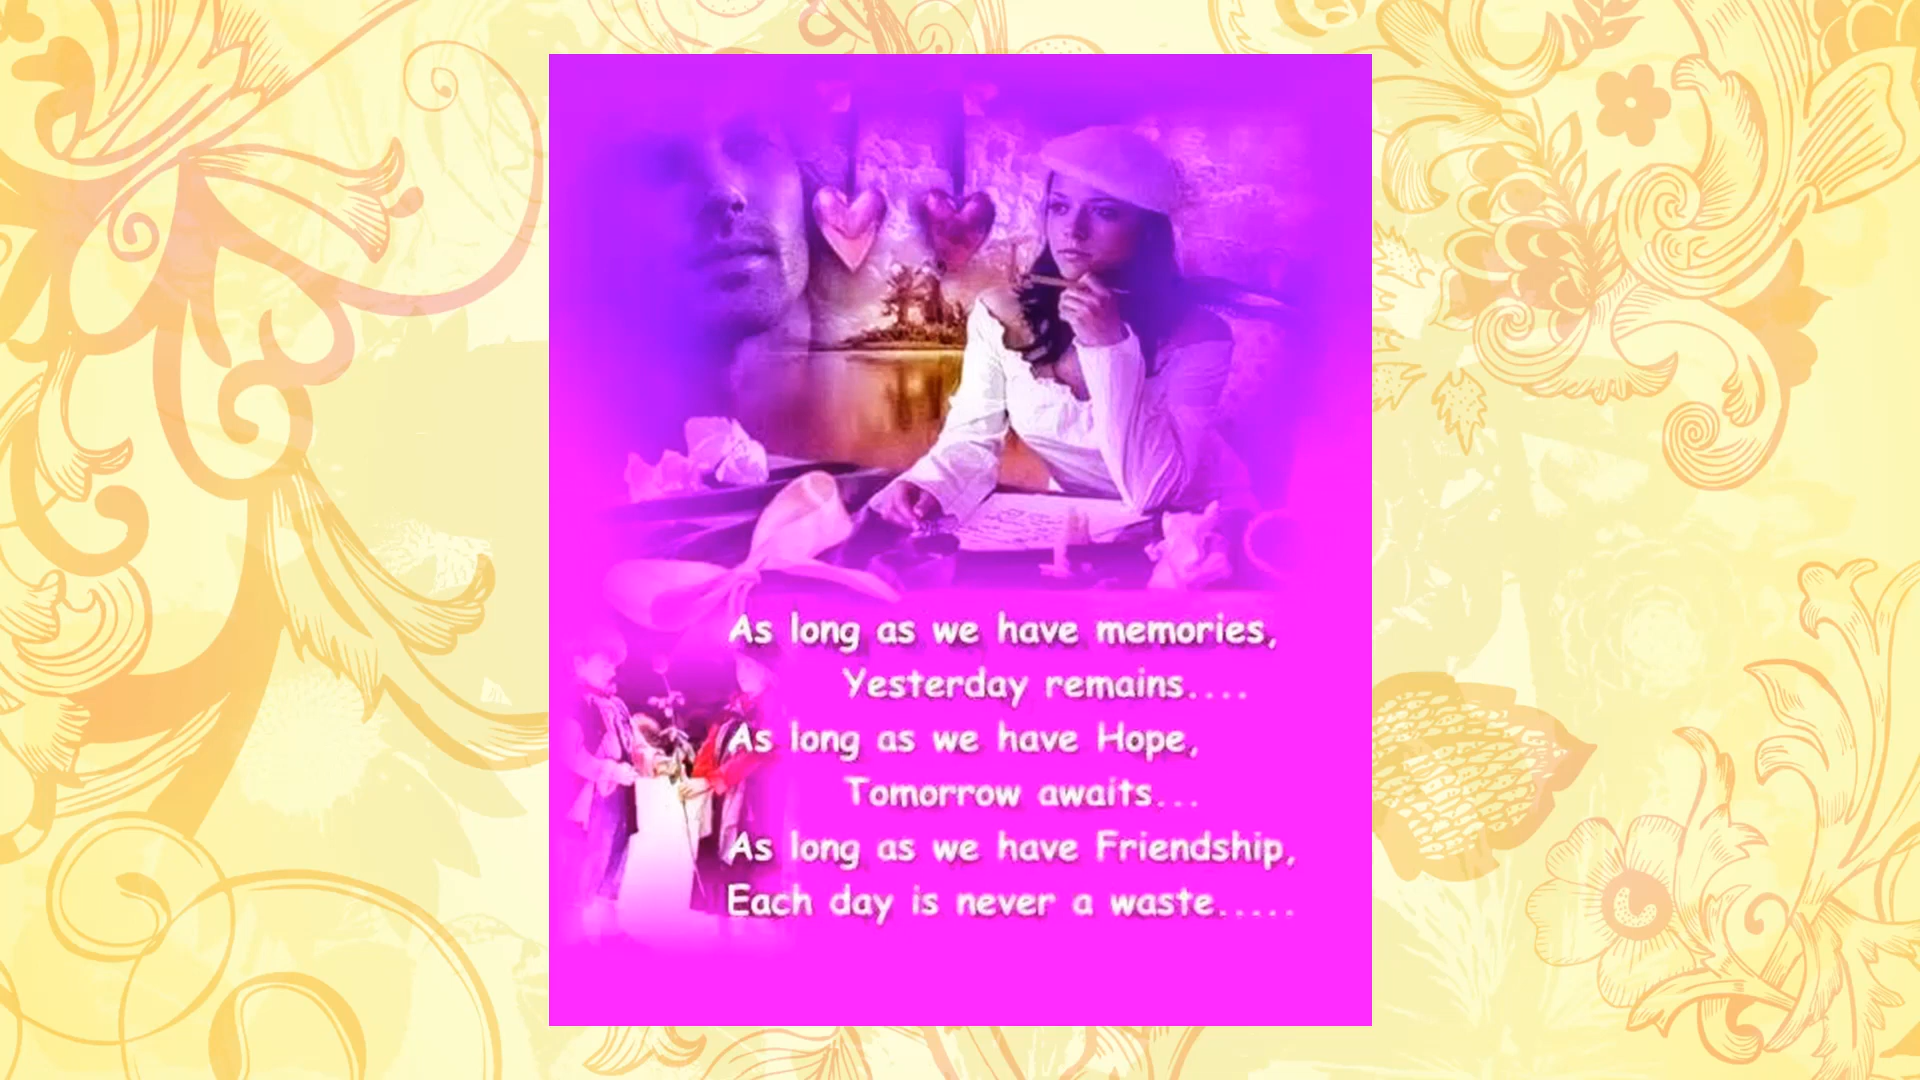 As long as we have memories,
Yesterday remains....
As long as we have Hope,
Tomorrow awaits...
As long as we have Friendship,
Each day is never a waste.....